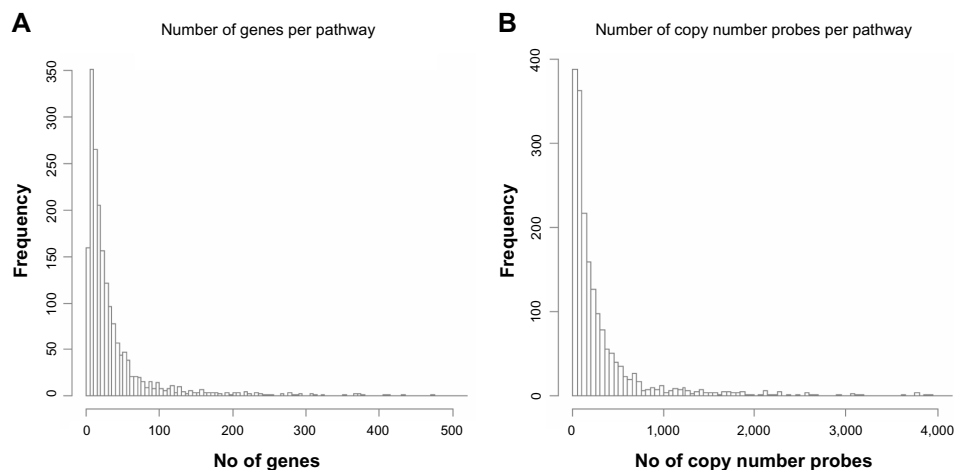 A
Number of genes per pathway
350
300
250
200
150
100
50
0
Frequency
0 100 200 300 400 500
No of genes
B
Number of copy number probes per pathway
400
300
200
100
0
Frequency
0 1,000 2,000 3,000 4,000
No of copy number probes